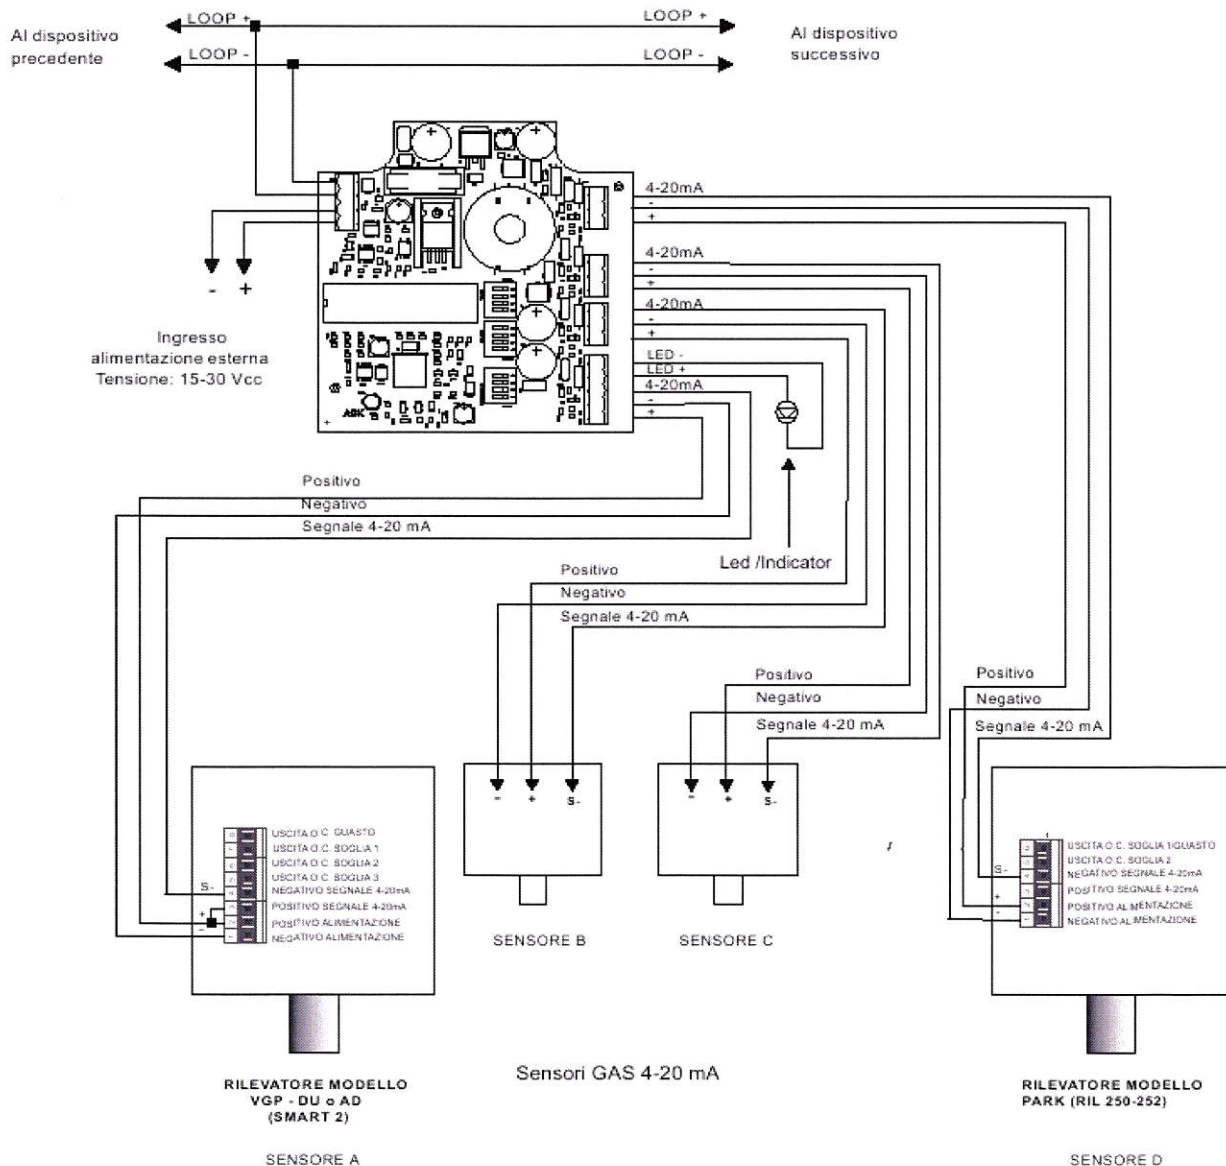 LOOP +
LOOP +
Al dispositivo
precedente
Al dispositivo
successivo
LOOP -
LOOP -
4-20mA
-
+
4-20mA
-
+
4-20mA
-
+
LED -
LED +
4-20mA
-
+
- +
Ingresso
alimentazione esterna
Tensione: 15-30 Vcc
Positivo
Negativo
Segnale 4-20 mA
Led /Indicator
Positivo
Negativo
Segnale 4-20 mA
Positivo
Negativo
Segnale 4-20 mA
Positivo
Negativo
Segnale 4-20 mA
- + S-
- + S-
USCITA O.C. GUASTO
USCITA O.C. SOGLIA 1
USCITA O.C. SOGLIA 2
USCITA O.C. SOGLIA 3
S- NEGATIVO SEGNALE 4-20mA
+ POSITIVO SEGNALE 4-20mA
POSITIVO ALIMENTAZIONE
- NEGATIVO ALIMENTAZIONE
USCITA O.C. SOGLIA 1/GUASTO
USCITA O.C. SOGLIA 2
S- NEGATIVO SEGNALE 4-20mA
POSITIVO SEGNALE 4-20mA
+ POSITIVO ALIMENTAZIONE
- NEGATIVO ALIMENTAZIONE
SENSORE B
SENSORE C
Sensori GAS 4-20 mA
RILEVATORE MODELLO
VGP - DU o AD
(SMART 2)
SENSORE A
RILEVATORE MODELLO
PARK (RIL 250-252)
SENSORE D